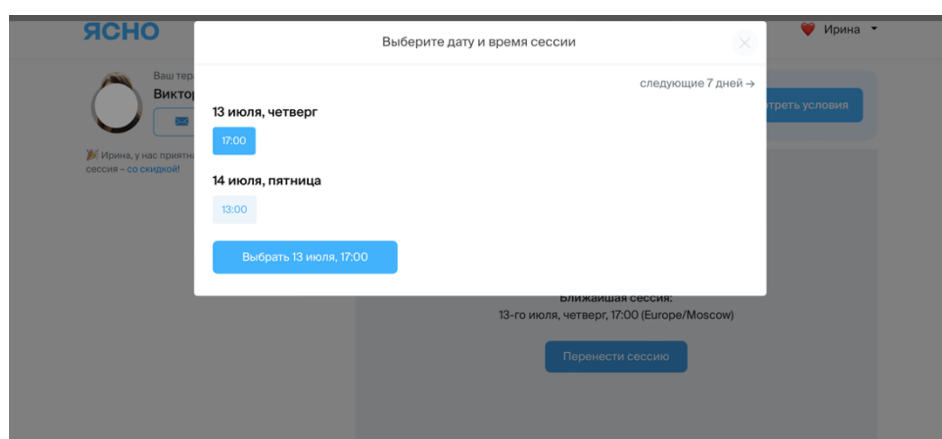 ЯСНО
Выберите дату и время сессии
Ирина
следующие 7 дней →
Ваш тер
Викто
13 июля, четверг
треть условия
17:00
🎉 Ирина, у нас приятн
сессия – со скидкой!
14 июля, пятница
13:00
Выбрать 13 июля, 17:00
Ближайшая сессия:
13-го июля, четверг, 17:00 (Europe/Moscow)
Перенести сессию